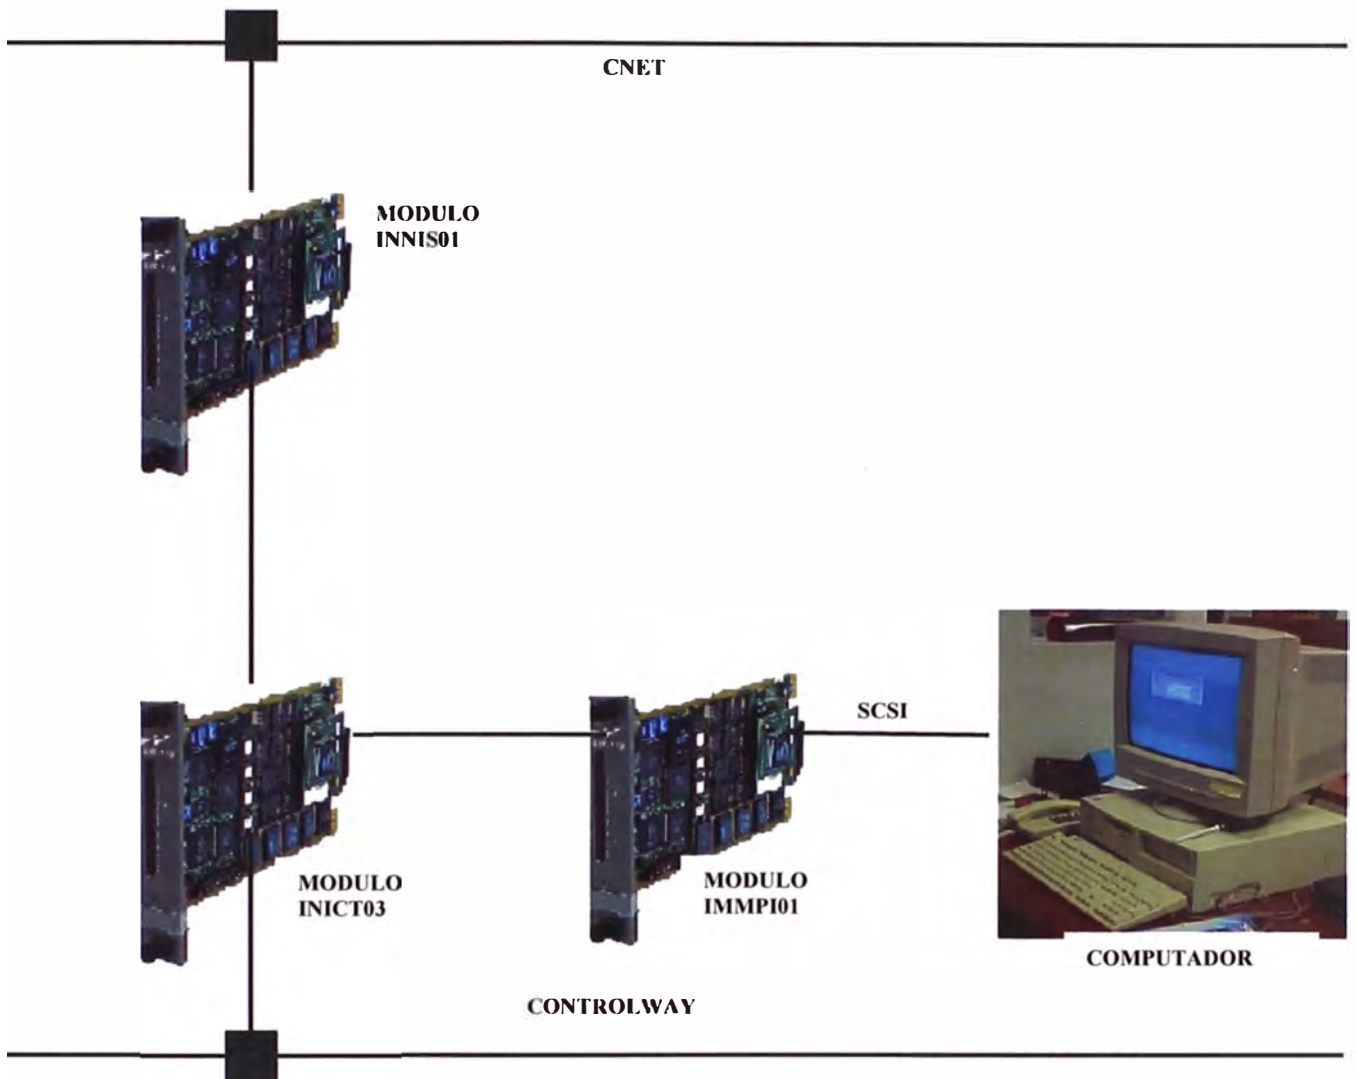 CNET
MODULO
INNIS01
SCSI
MODULO
INICT03
MODULO
IMMPI01
COMPUTADOR
CONTROLWAY